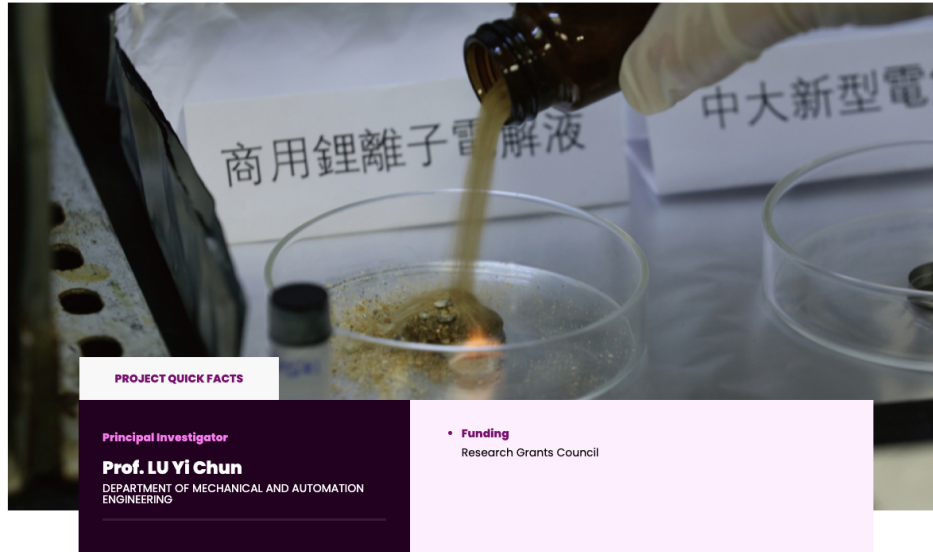 商用鋰離子電解液
中大新型電
PROJECT QUICK FACTS
Principal Investigator
Prof. LU Yi Chun
DEPARTMENT OF MECHANICAL AND AUTOMATION
ENGINEERING
Funding
Research Grants Council